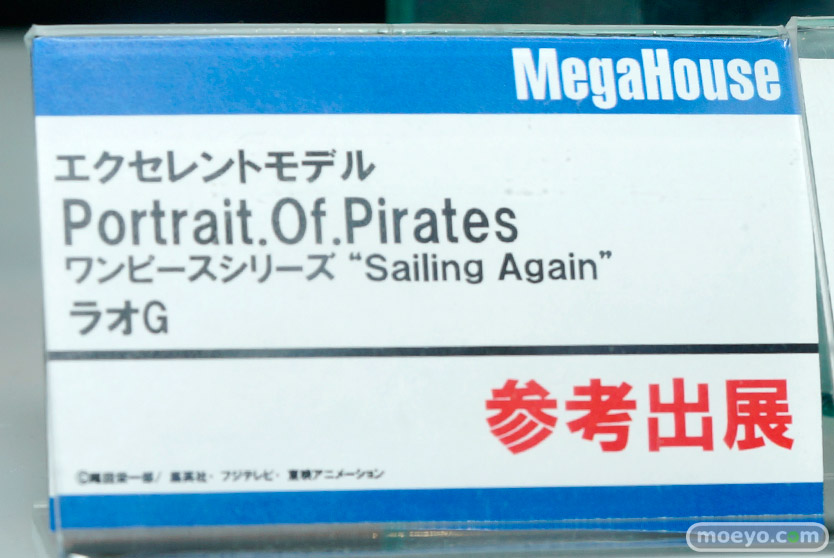 MegaHouse
エクセレントモデル
Portrait.Of.Pirates
ワンピースシリーズ “Sailing Again”
ラオG
参考出展
©尾田栄一郎/ 集英社・フジテレビ・東映アニメーション
moeyo.com